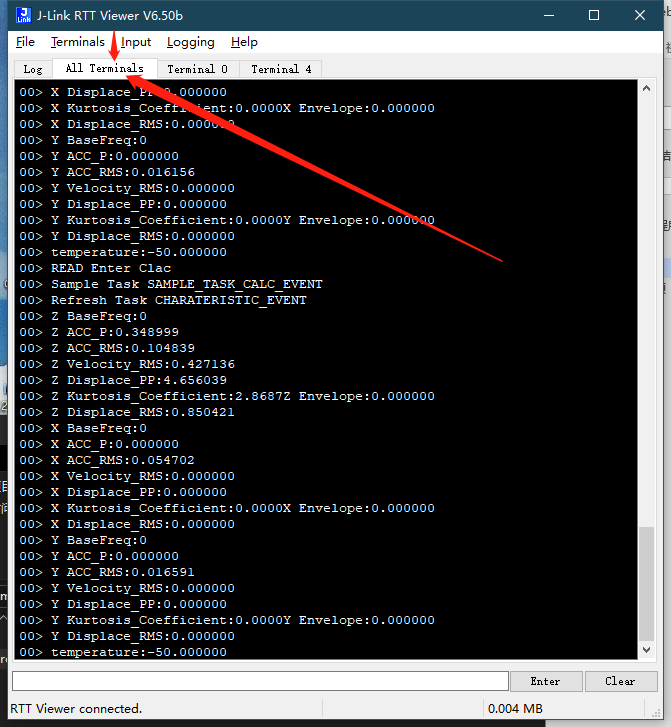 J-Link RTT Viewer V6.50b
File Terminals Input Logging Help
Log All Terminals Terminal 0 Terminal 4
00> X Displace_PP:0.000000
00> X Kurtosis_Coefficient:0.0000X Envelope:0.000000
00> X Displace_RMS:0.000000
00> Y BaseFreq:0
00> Y ACC_P:0.000000
00> Y ACC_RMS:0.016156
00> Y Velocity_RMS:0.000000
00> Y Displace_PP:0.000000
00> Y Kurtosis_Coefficient:0.0000Y Envelope:0.000000
00> Y Displace_RMS:0.000000
00> temperature:-50.000000
00> READ Enter Clac
00> Sample Task SAMPLE_TASK_CALC_EVENT
00> Refresh Task CHARATERISTIC_EVENT
00> Z BaseFreq:0
00> Z ACC_P:0.348999
00> Z ACC_RMS:0.104839
00> Z Velocity_RMS:0.427136
00> Z Displace_PP:4.656039
00> Z Kurtosis_Coefficient:2.8687Z Envelope:0.000000
00> Z Displace_RMS:0.850421
00> X BaseFreq:0
00> X ACC_P:0.000000
00> X ACC_RMS:0.054702
00> X Velocity_RMS:0.000000
00> X Displace_PP:0.000000
00> X Kurtosis_Coefficient:0.0000X Envelope:0.000000
00> X Displace_RMS:0.000000
00> Y BaseFreq:0
00> Y ACC_P:0.000000
00> Y ACC_RMS:0.016591
00> Y Velocity_RMS:0.000000
00> Y Displace_PP:0.000000
00> Y Kurtosis_Coefficient:0.0000Y Envelope:0.000000
00> Y Displace_RMS:0.000000
00> temperature:-50.000000
Enter Clear
RTT Viewer connected. 0.004 MB